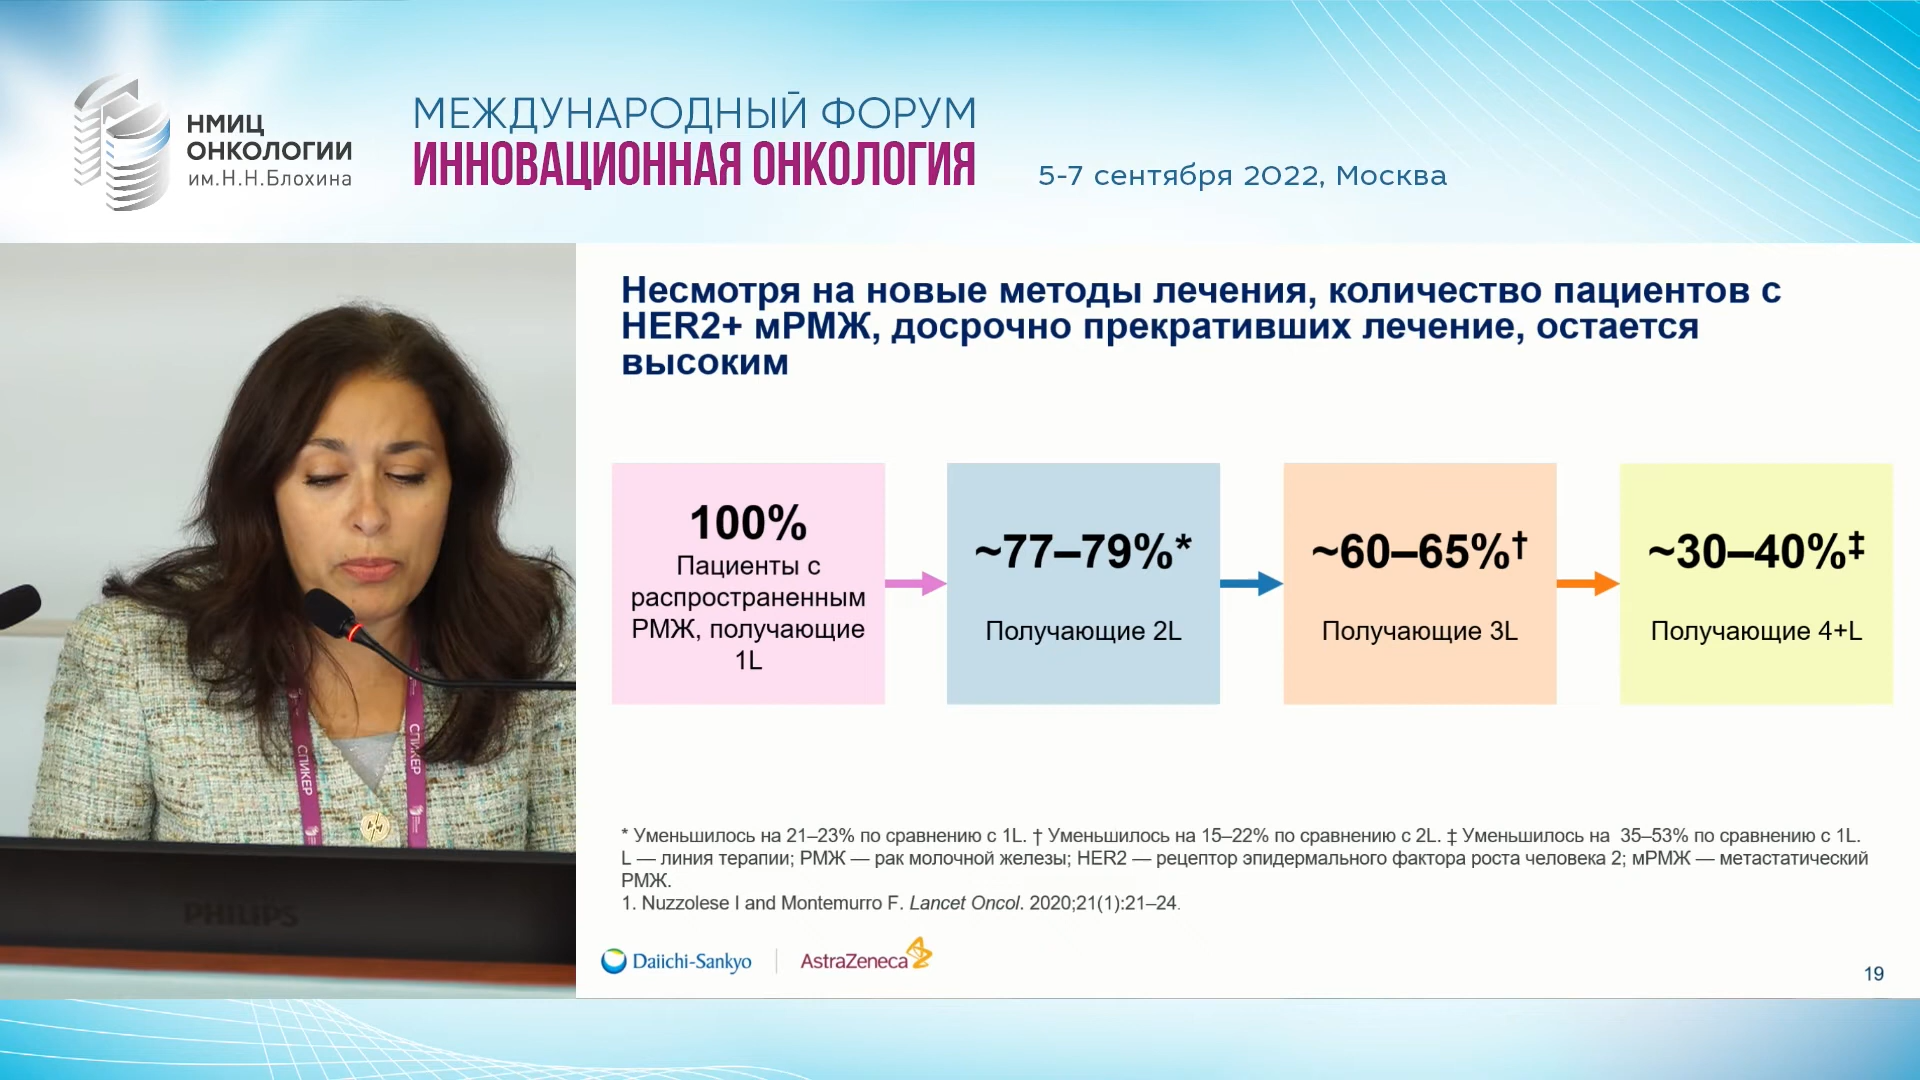 НМИЦ
ОНКОЛОГИИ
им.Н.Н.Блохина
МЕЖДУНАРОДНЫЙ ФОРУМ
ИННОВАЦИОННАЯ ОНКОЛОГИЯ
5-7 сентября 2022, Москва
Несмотря на новые методы лечения, количество пациентов с
HER2+ мРМЖ, досрочно прекративших лечение, остается
высоким
100%
Пациенты с
распространенным
РМЖ, получающие
1L
~77–79%*
Получающие 2L
~60–65%†
Получающие 3L
~30–40%‡
Получающие 4+L
* Уменьшилось на 21–23% по сравнению с 1L. † Уменьшилось на 15–22% по сравнению с 2L. ‡ Уменьшилось на 35–53% по сравнению с 1L.
L — линия терапии; РМЖ — рак молочной железы; HER2 — рецептор эпидермального фактора роста человека 2; мРМЖ — метастатический
РМЖ.
1. Nuzzolese I and Montemurro F. Lancet Oncol. 2020;21(1):21–24.
Daiichi-Sankyo
AstraZeneca
19
СПИКЕР
СПИКЕР
PHILIPS